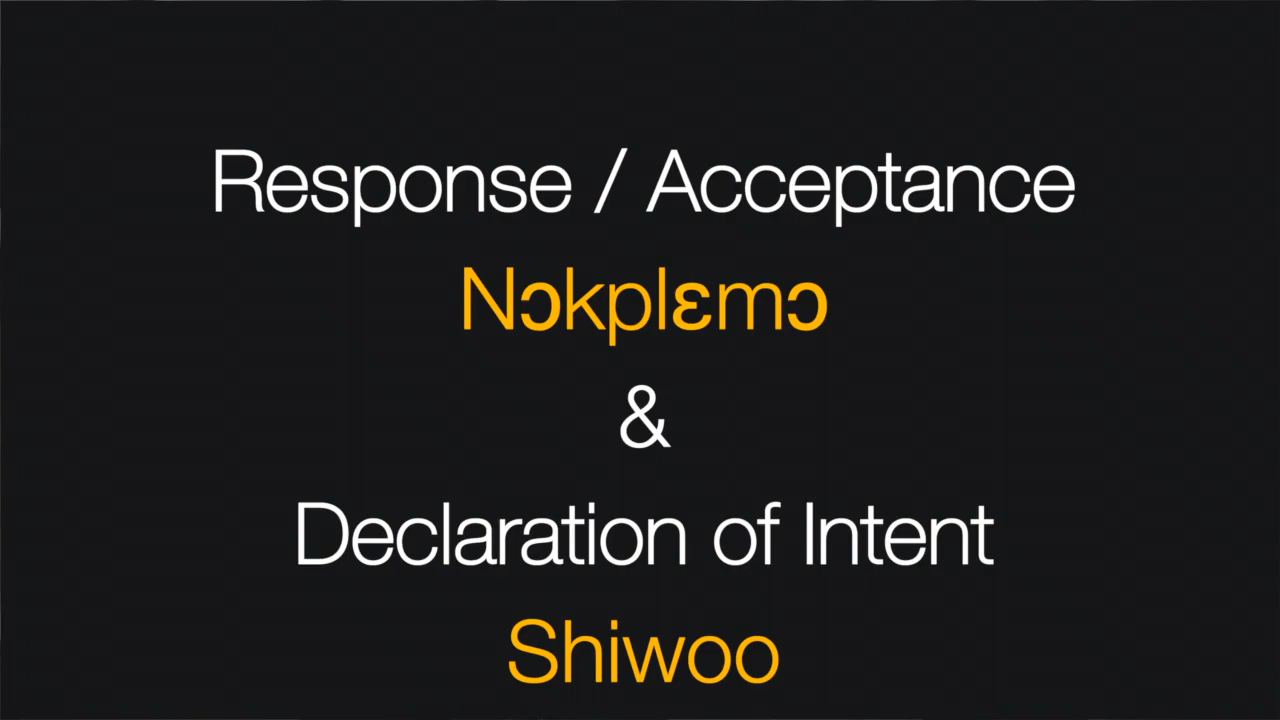 Response / Acceptance
Nɔkplɛmɔ
&
Declaration of Intent
Shiwoo